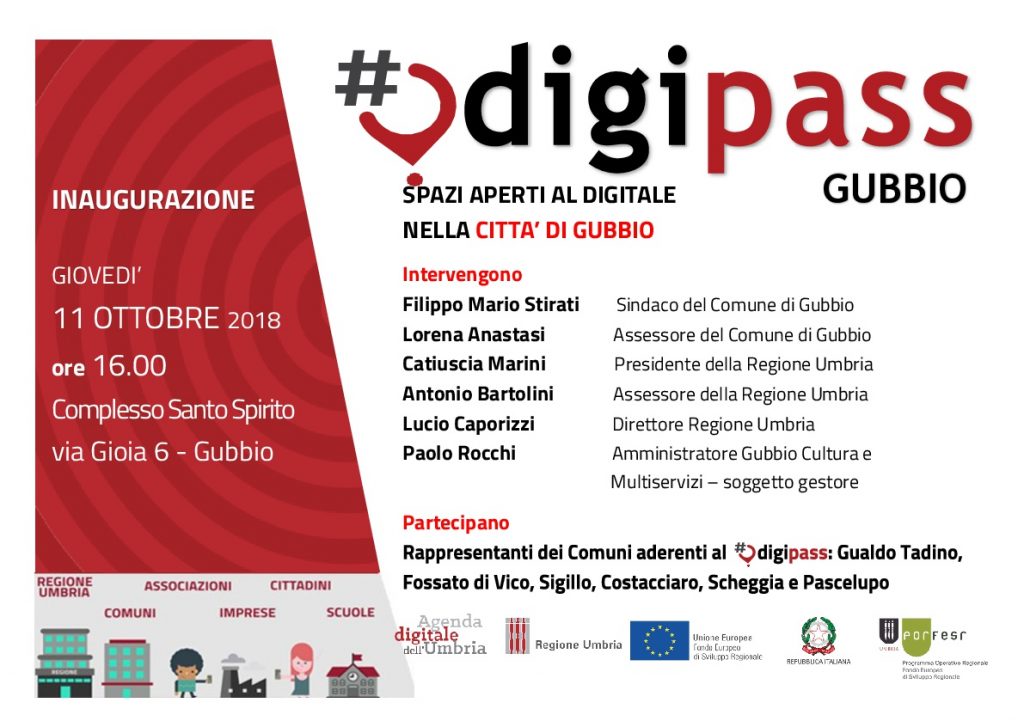 #digipass
GUBBIO
INAUGURAZIONE
GIOVEDI’
11 OTTOBRE 2018
ore 16.00
Complesso Santo Spirito
via Gioia 6 - Gubbio
SPAZI APERTI AL DIGITALE
NELLA CITTA’ DI GUBBIO
Intervengono
Filippo Mario Stirati Sindaco del Comune di Gubbio
Lorena Anastasi Assessore del Comune di Gubbio
Catiuscia Marini Presidente della Regione Umbria
Antonio Bartolini Assessore della Regione Umbria
Lucio Caporizzi Direttore Regione Umbria
Paolo Rocchi Amministratore Gubbio Cultura e
Multiservizi – soggetto gestore
Partecipano
Rappresentanti dei Comuni aderenti al #digipass: Gualdo Tadino,
Fossato di Vico, Sigillo, Costacciaro, Scheggia e Pascelupo
REGIONE
UMBRIA
ASSOCIAZIONI
CITTADINI
COMUNI
IMPRESE
SCUOLE
REGIONE
Agenda
digitale
dell'Umbria
Regione Umbria
Unione Europea
Fondo Europeo
di Sviluppo Regionale
REPUBBLICA ITALIANA
UMBRIA
porfesr
Programma Operativo Regionale
Fondo Europeo
di Sviluppo Regionale